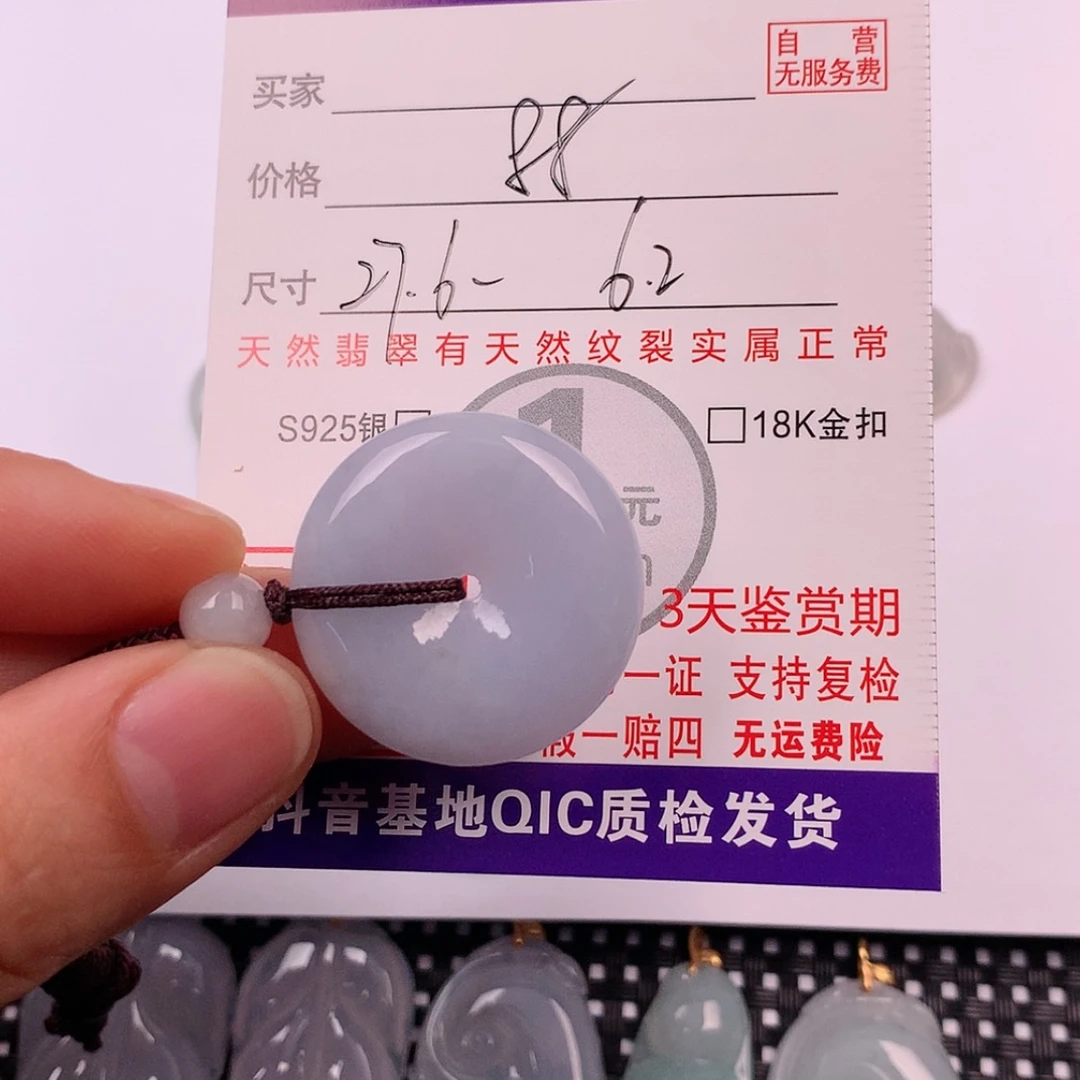 自 营
无服务费
买家
价格 88
尺寸 27.6- 6.2
天然翡翠有天然纹裂实属正常
S925银 □18K金扣
1
元
3天鉴赏期
一证 支持复检
假一赔四 无运费险
抖音基地QIC质检发货